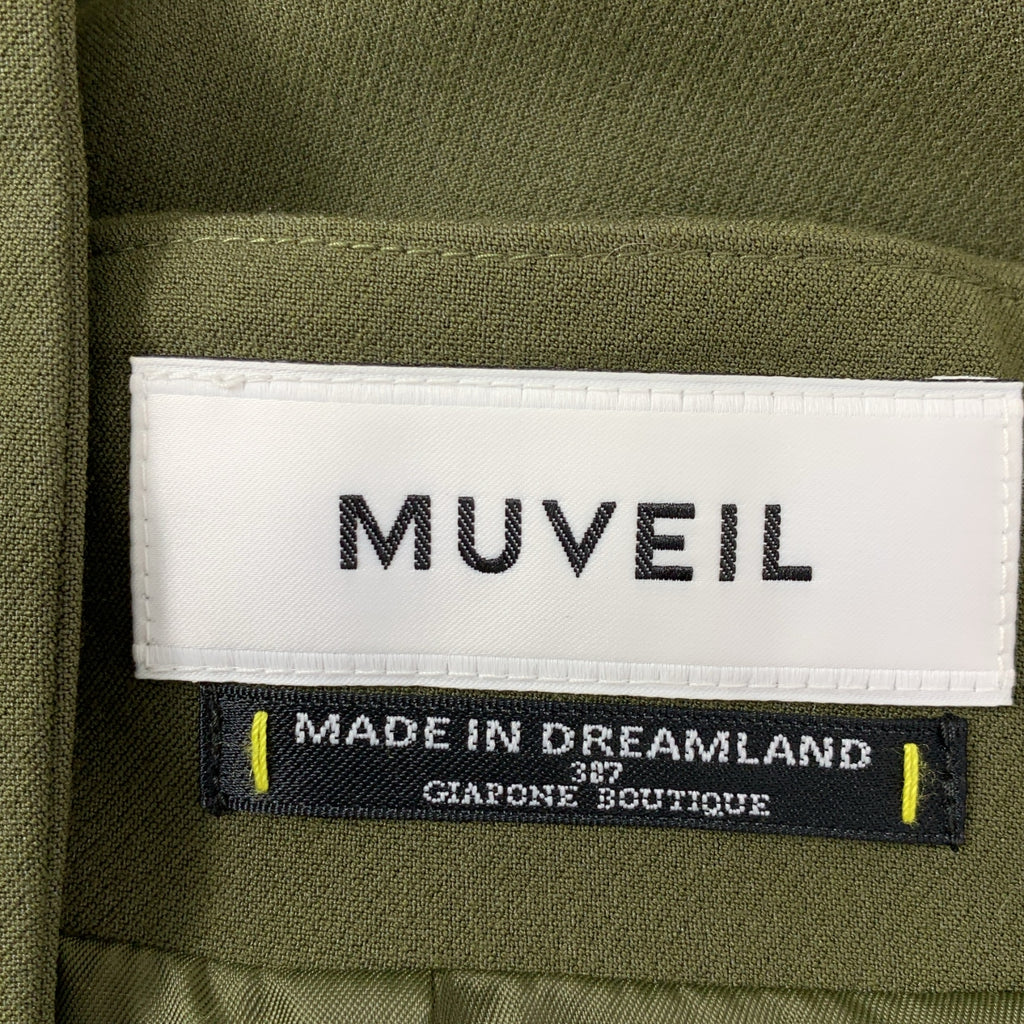 MUVEIL
MADE IN DREAMLAND
387
GIAPONE BOUTIQUE